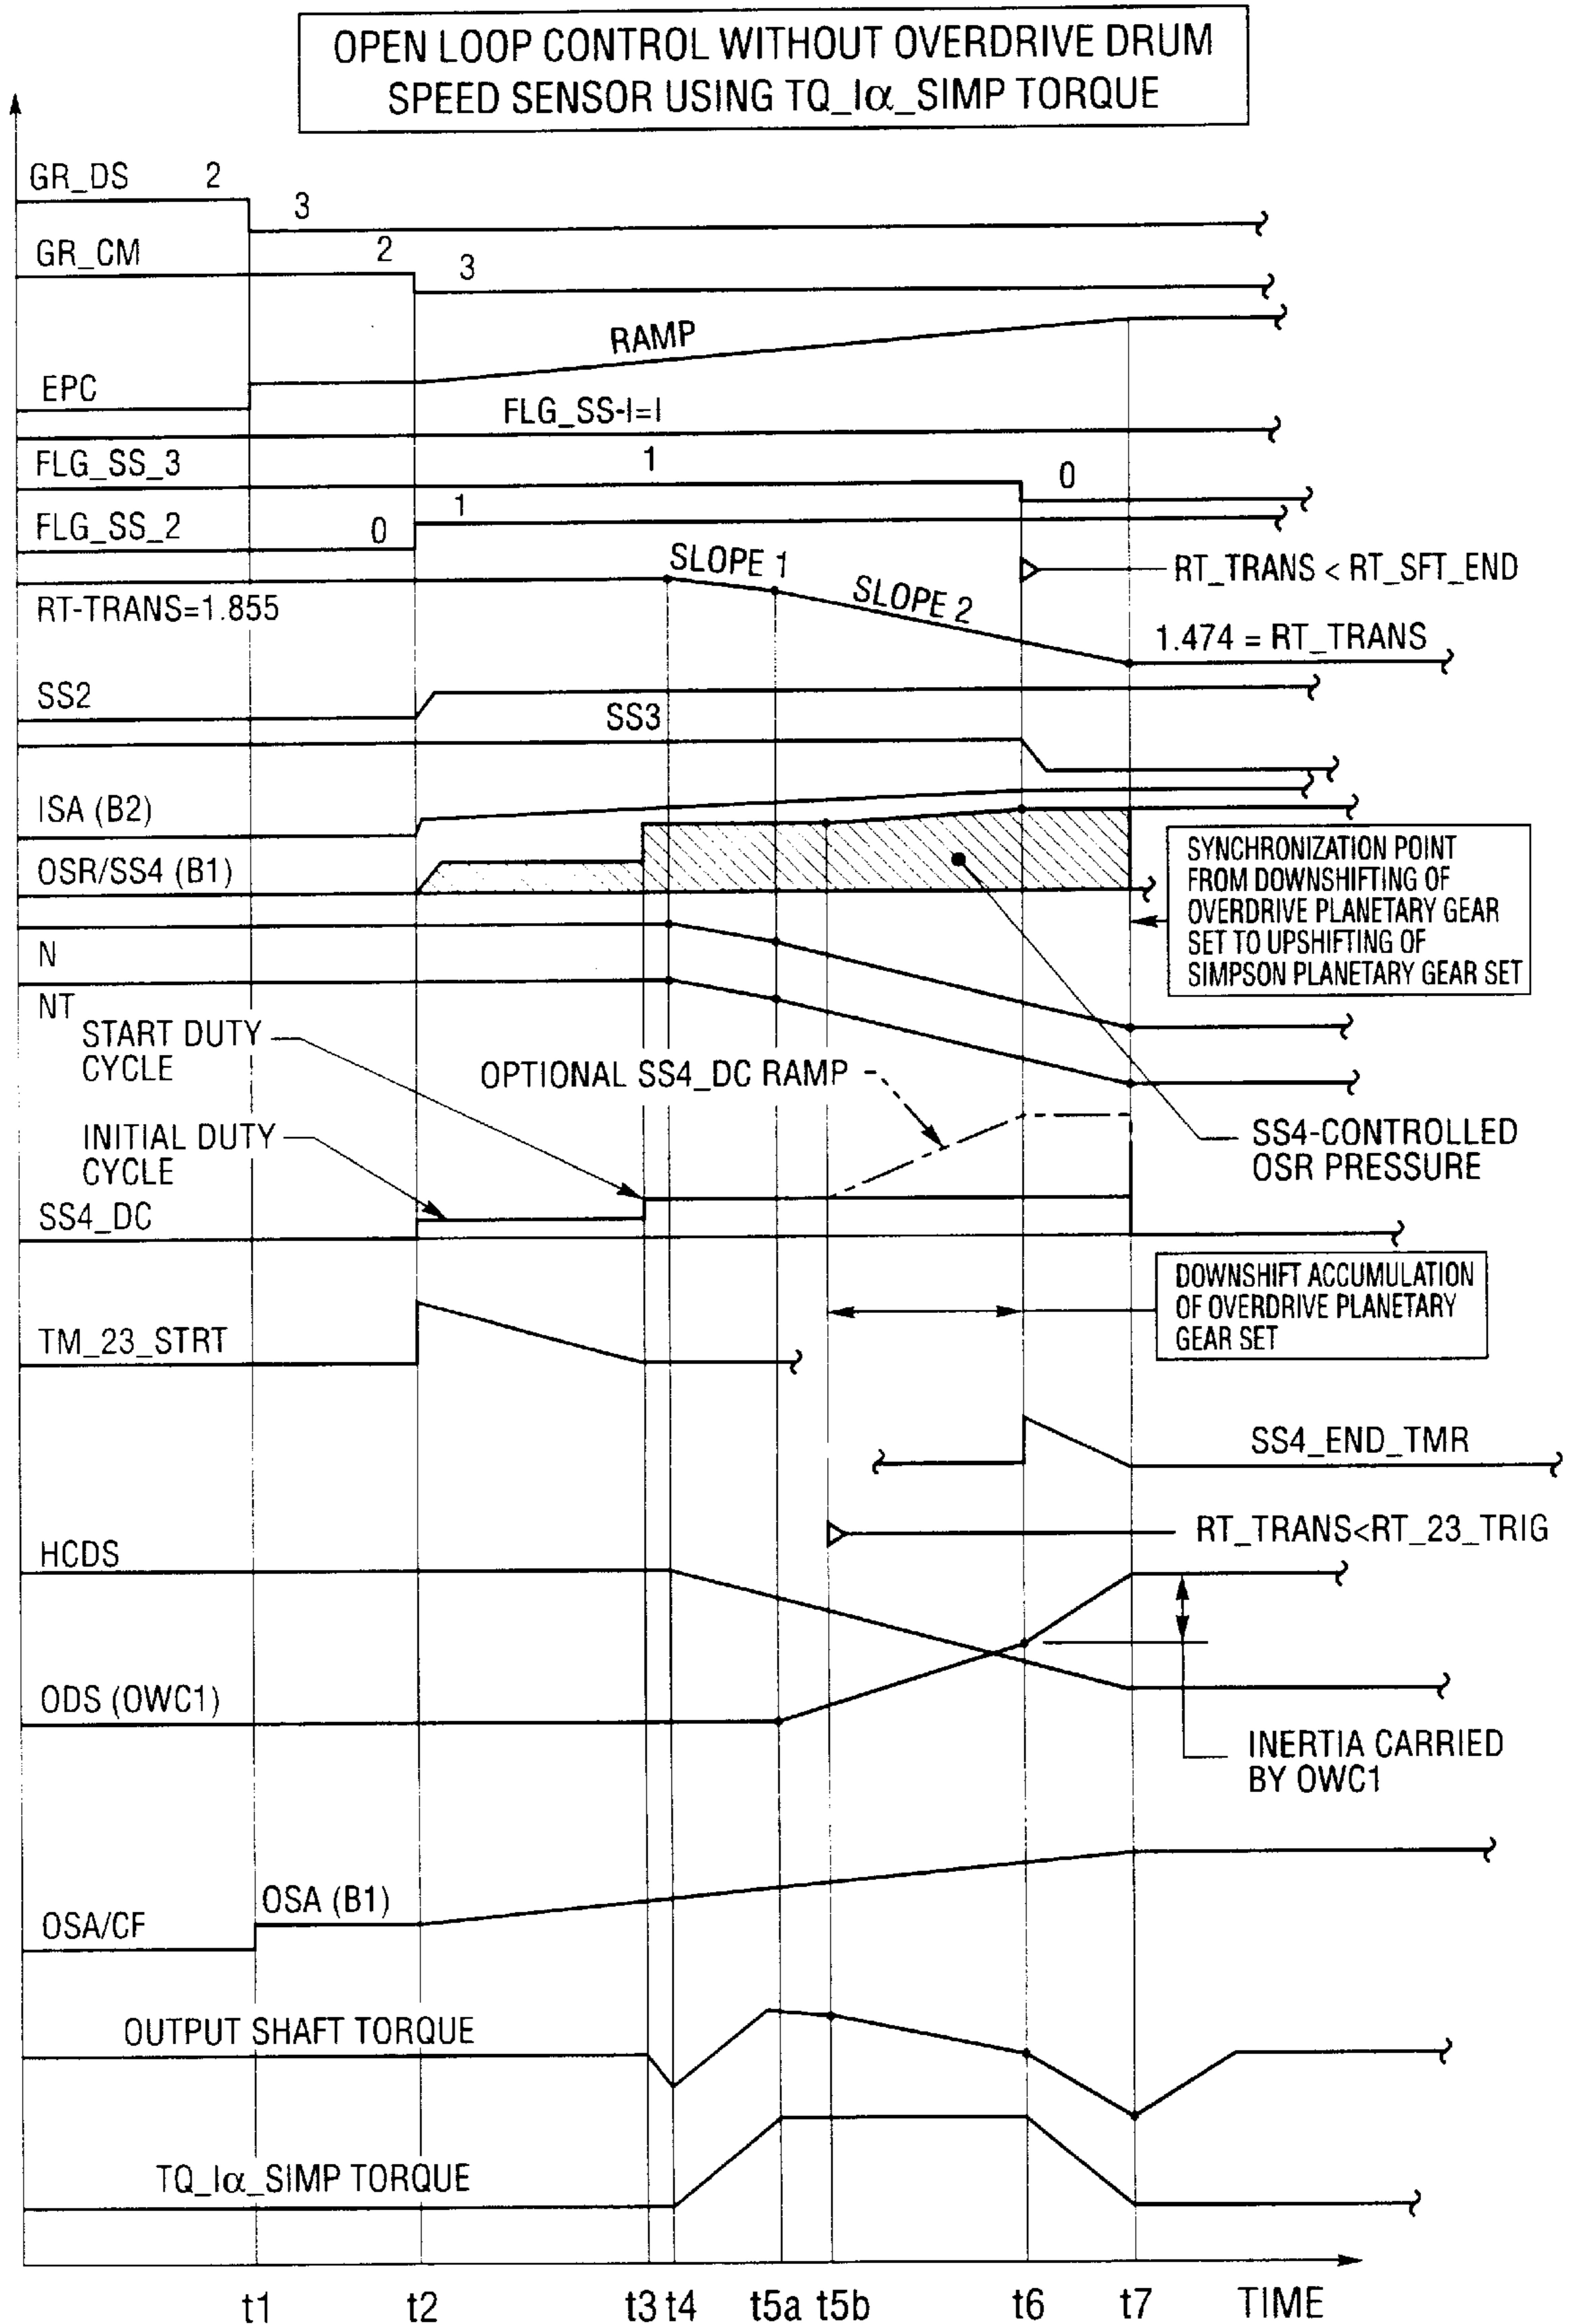 OPEN LOOP CONTROL WITHOUT OVERDRIVE DRUM
SPEED SENSOR USING TQ_Iα_SIMP TORQUE
GR_DS 2
3
GR_CM 2
3
RAMP
EPC
FLG_SS-I=I
FLG_SS_3 1
0
FLG_SS_2 0 1
SLOPE 1
RT_TRANS < RT_SFT_END
RT-TRANS=1.855
SLOPE 2
1.474 = RT_TRANS
SS2
SS3
ISA (B2)
OSR/SS4 (B1)
SYNCHRONIZATION POINT
FROM DOWNSHIFTING OF
OVERDRIVE PLANETARY GEAR
SET TO UPSHIFTING OF
SIMPSON PLANETARY GEAR SET
N
NT
START DUTY
CYCLE
OPTIONAL SS4_DC RAMP
INITIAL DUTY
CYCLE
SS4-CONTROLLED
OSR PRESSURE
SS4_DC
DOWNSHIFT ACCUMULATION
OF OVERDRIVE PLANETARY
GEAR SET
TM_23_STRT
SS4_END_TMR
RT_TRANS<RT_23_TRIG
HCDS
ODS (OWC1)
INERTIA CARRIED
BY OWC1
OSA (B1)
OSA/CF
OUTPUT SHAFT TORQUE
TQ_Iα_SIMP TORQUE
t1 t2 t3 t4 t5a t5b t6 t7 TIME